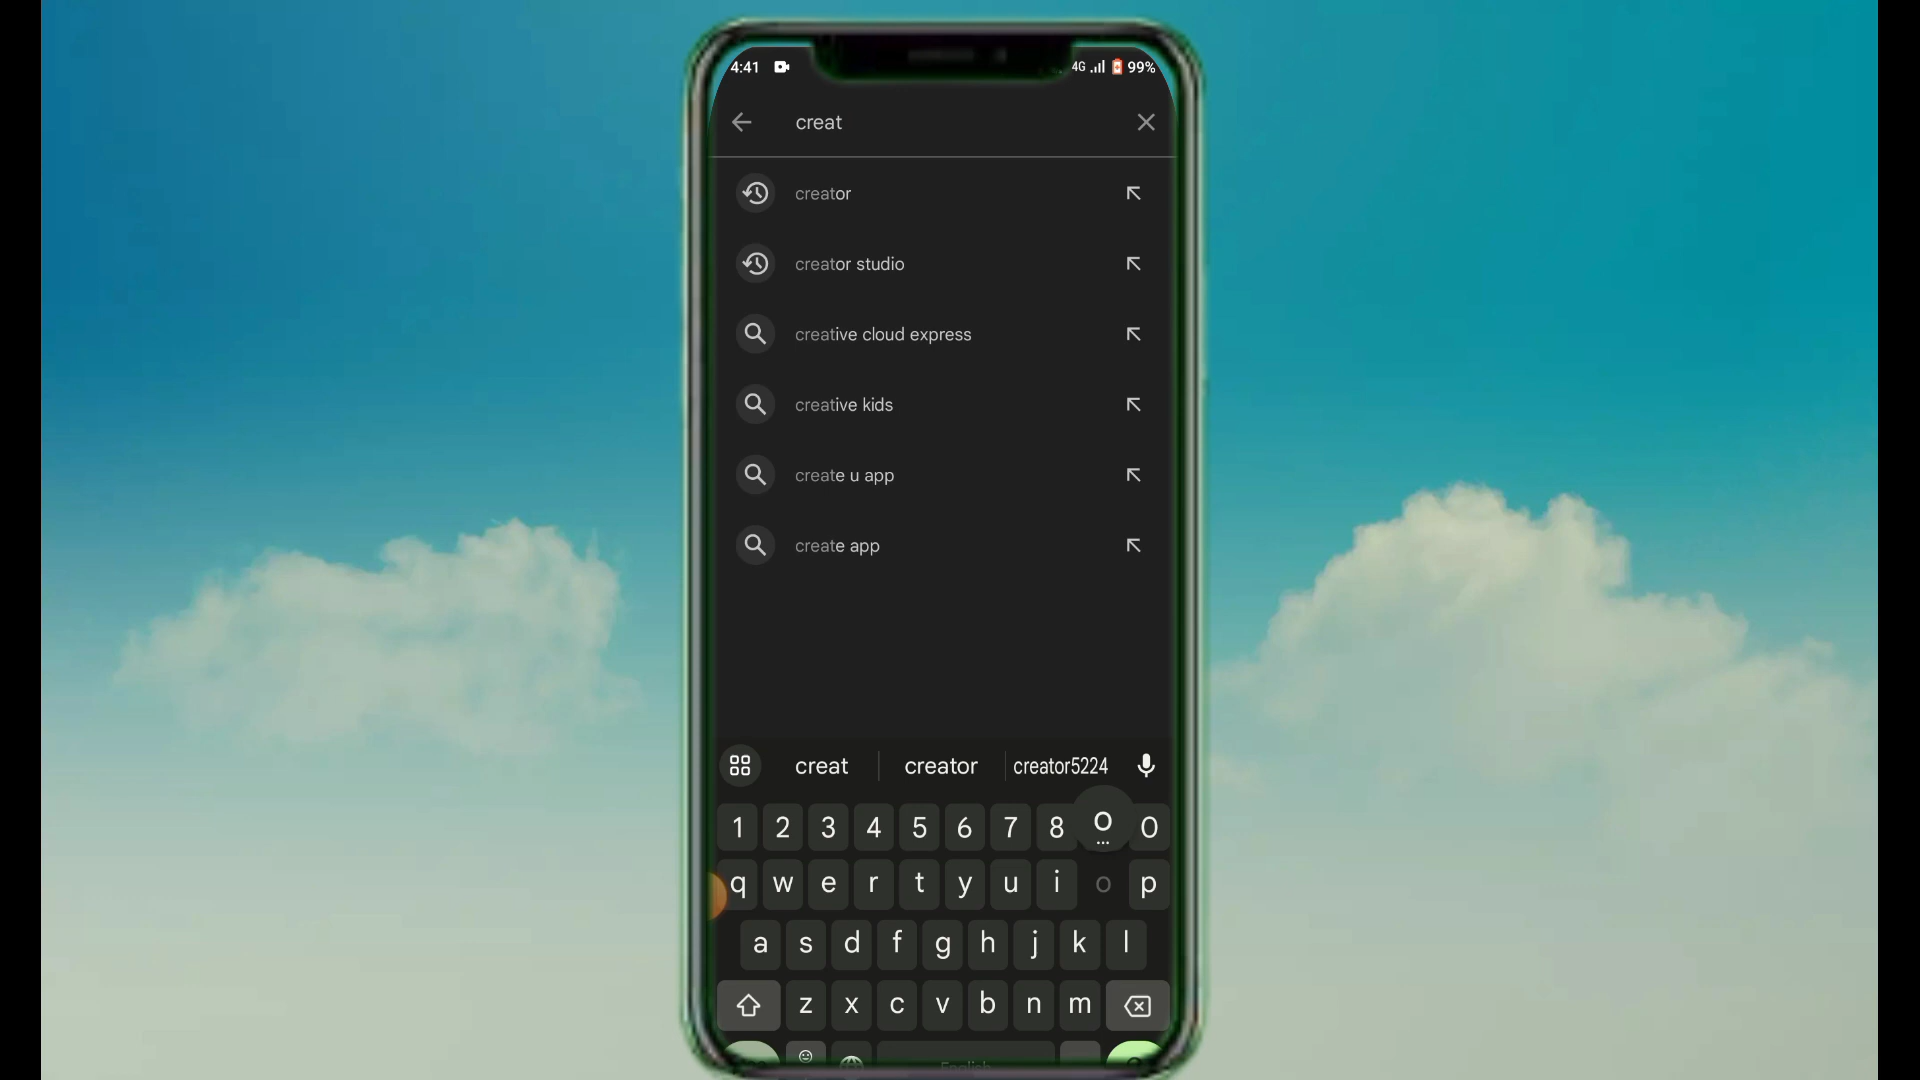 4:41 4G 99%
creat
creator
creator studio
creative cloud express
creative kids
create u app
create app
creat creator creator5224
1 2 3 4 5 6 7 8 o 0
q w e r t y u i o p
a s d f g h j k l
z x c v b n m
English